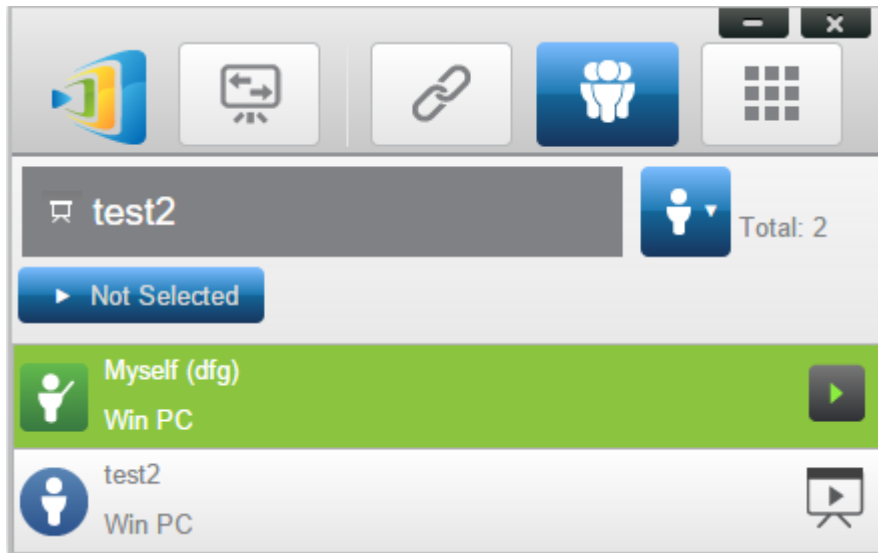 test2
Total: 2
Not Selected
Myself (dfg)
Win PC
test2
Win PC